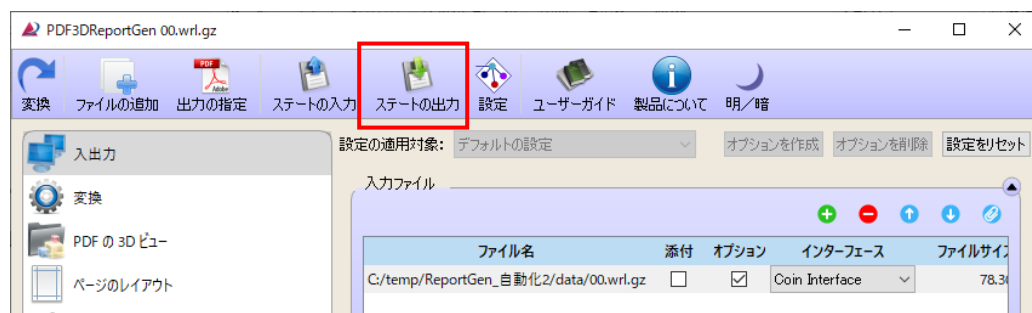 PDF3DReportGen 00.wrl.gz
PDF
Adobe
変換 ファイルの追加 出力の指定 ステートの入力 ステートの出力 設定 ユーザーガイド 製品について 明／暗
入出力
変換
PDF の 3D ビュー
ページのレイアウト
設定の適用対象: デフォルトの設定 オプションを作成 オプションを削除 設定をリセット
入力ファイル
ファイル名 添付 オプション インターフェース ファイルサイズ
C:/temp/ReportGen_自動化2/data/00.wrl.gz Coin Interface 78.30